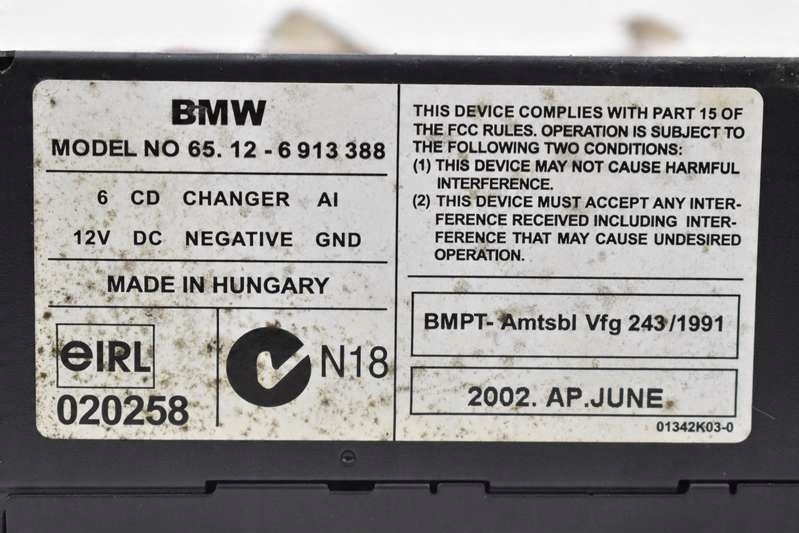 BMW
MODEL NO 65. 12 - 6 913 388
6 CD CHANGER AI
12V DC NEGATIVE GND
MADE IN HUNGARY
eIRL
020258
N18
THIS DEVICE COMPLIES WITH PART 15 OF
THE FCC RULES. OPERATION IS SUBJECT TO
THE FOLLOWING TWO CONDITIONS:
(1) THIS DEVICE MAY NOT CAUSE HARMFUL
INTERFERENCE.
(2) THIS DEVICE MUST ACCEPT ANY INTER-
FERENCE RECEIVED INCLUDING INTER-
FERENCE THAT MAY CAUSE UNDESIRED
OPERATION.
BMPT- Amtsbl Vfg 243/1991
2002. AP.JUNE
01342K03-0